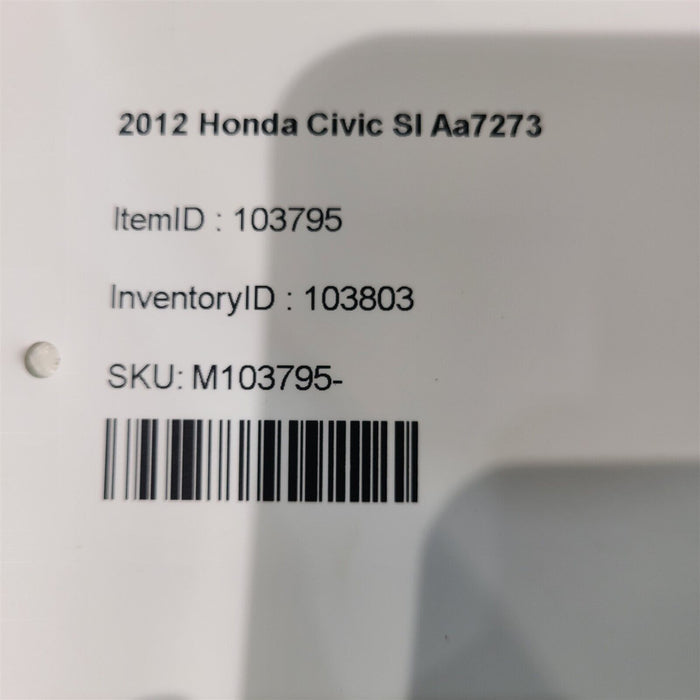 2012 Honda Civic SI Aa7273
ItemID : 103795
InventoryID : 103803
SKU: M103795-